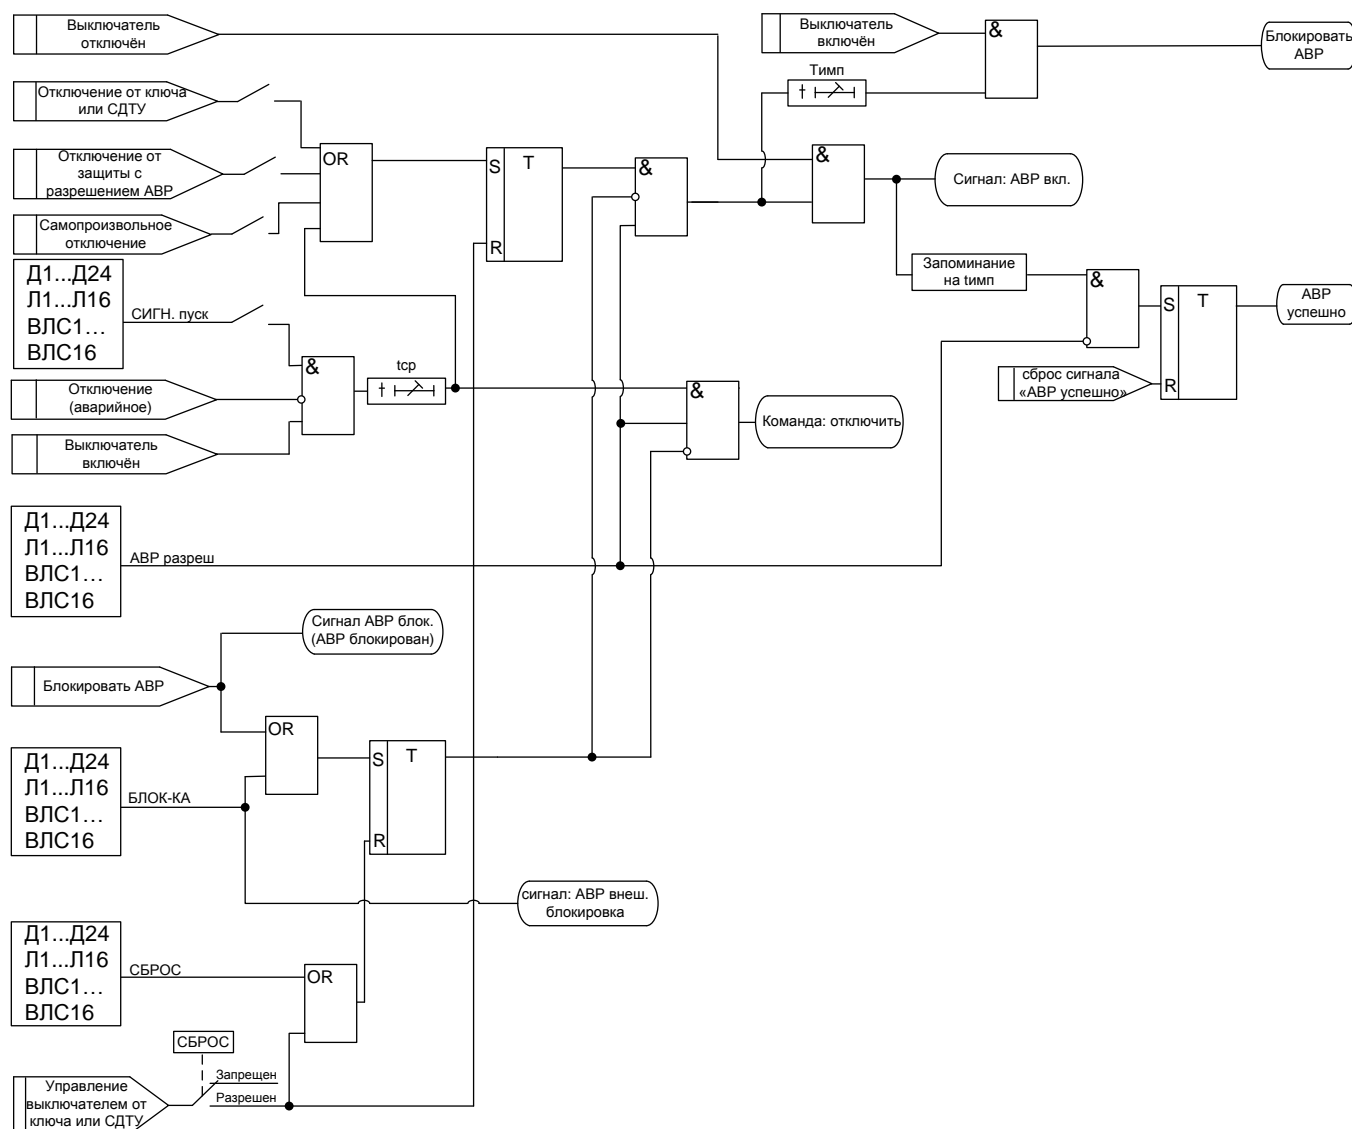 Выключатель
отключён
Выключатель
включён
&
Блокировать
АВР
Tимп
Отключение от ключа
или СДТУ
OR
S
T
R
&
&
Отключение от
защиты с
разрешением АВР
Сигнал: АВР вкл.
Самопроизвольное
отключение
Запоминание
на tимп
&
S
T
R
АВР
успешно
Д1...Д24
Л1...Л16
ВЛС1...
ВЛС16
СИГН. пуск
&
tср
&
сброс сигнала
«АВР успешно»
Отключение
(аварийное)
Команда: отключить
Выключатель
включён
Д1...Д24
Л1...Л16
ВЛС1...
ВЛС16
АВР разреш
Сигнал АВР блок.
(АВР блокирован)
Блокировать АВР
OR
S
T
R
Д1...Д24
Л1...Л16
ВЛС1...
ВЛС16
БЛОК-КА
сигнал: АВР внеш.
блокировка
Д1...Д24
Л1...Л16
ВЛС1...
ВЛС16
СБРОС
OR
СБРОС
Запрещен
Разрешен
Управление
выключателем от
ключа или СДТУ